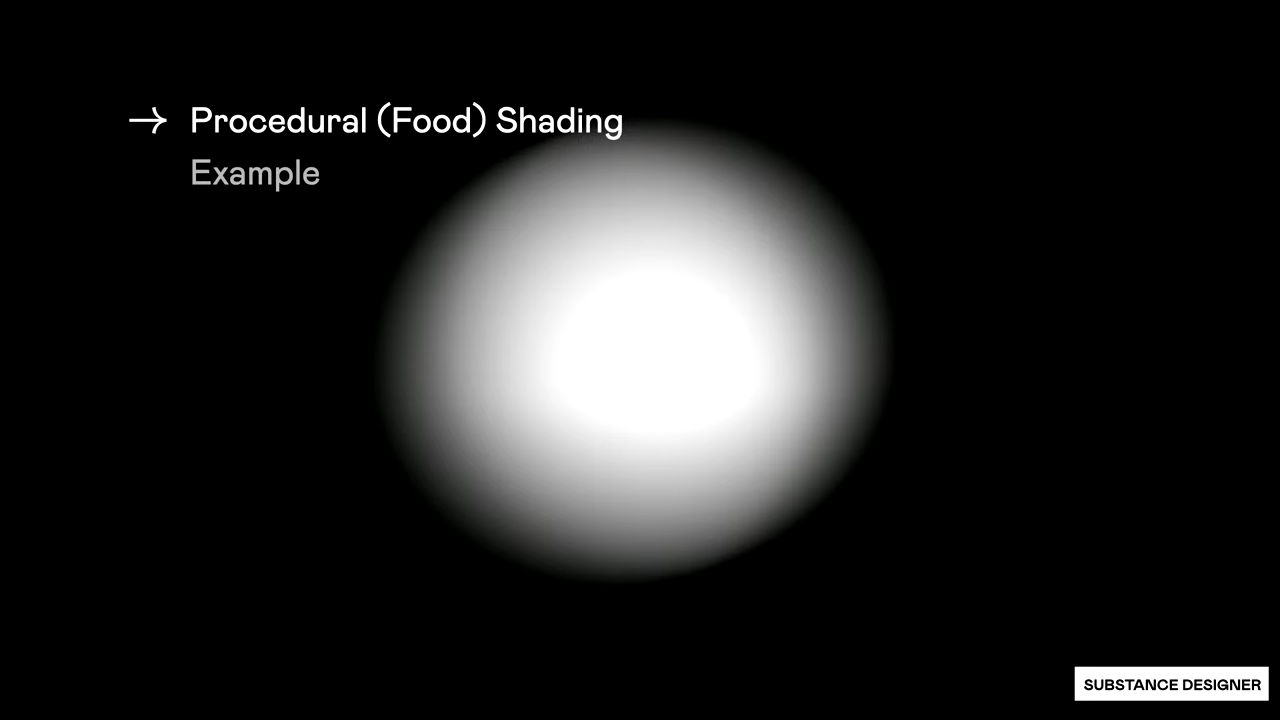 → Procedural (Food) Shading
Example
SUBSTANCE DESIGNER